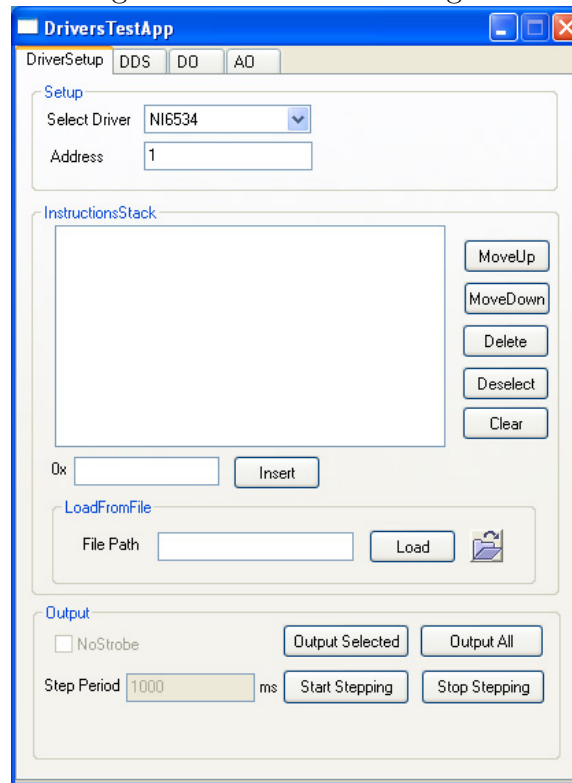 DriversTestApp
DriverSetup DDS DO AO
Setup
Select Driver NI6534
Address 1
InstructionsStack
MoveUp
MoveDown
Delete
Deselect
Clear
0x Insert
LoadFromFile
File Path Load
Output
NoStrobe Output Selected Output All
Step Period 1000 ms Start Stepping Stop Stepping